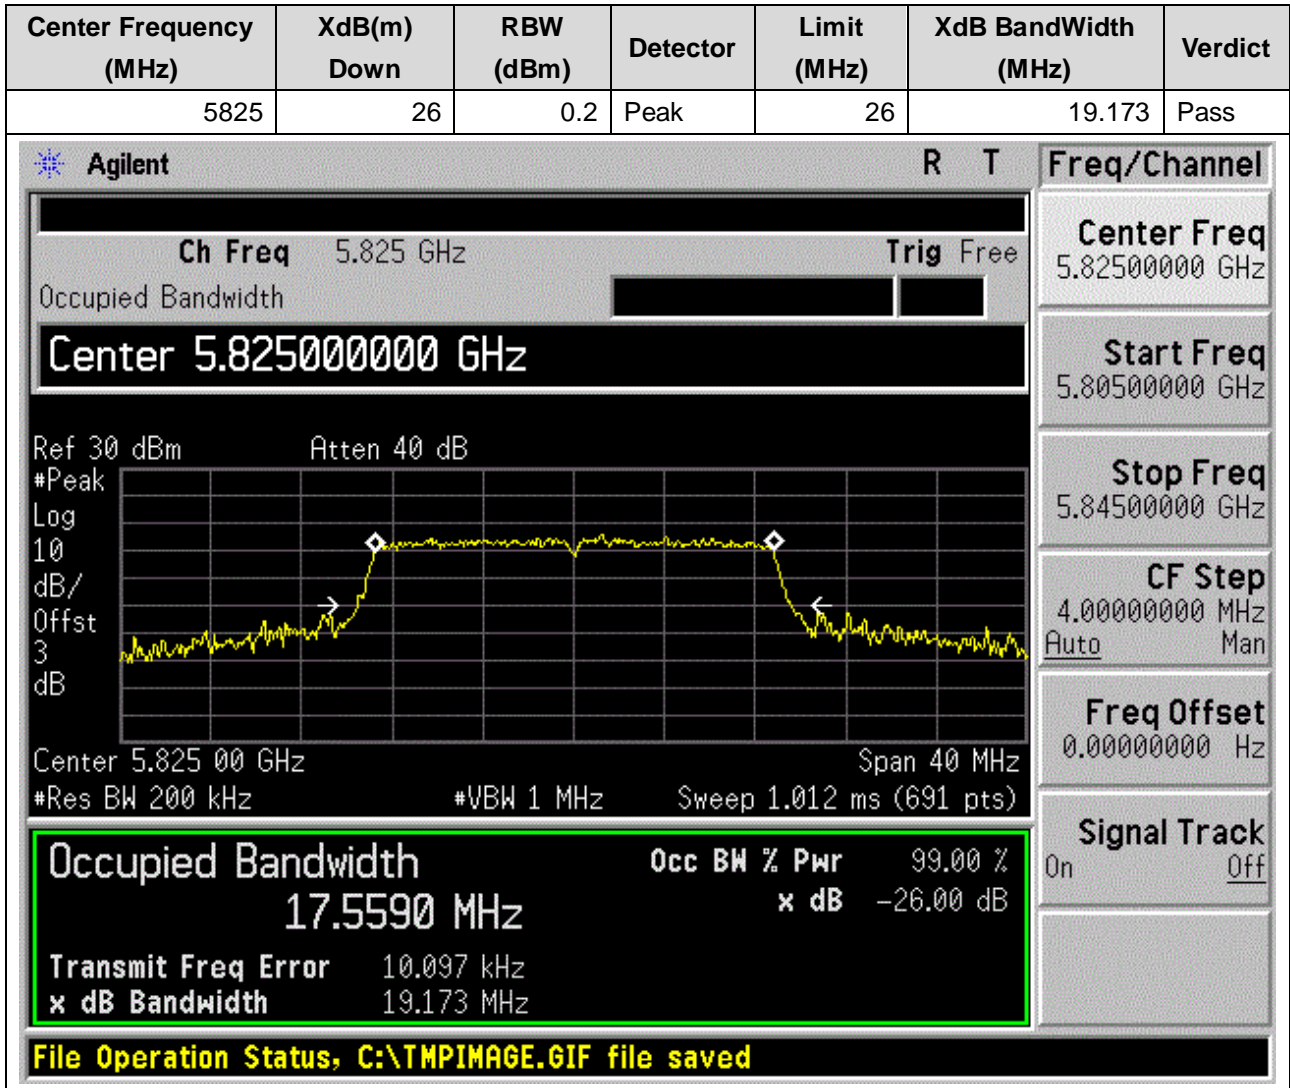 Center Frequency (MHz) XdB(m) Down RBW (dBm) Detector Limit (MHz) XdB BandWidth (MHz) Verdict
5825 26 0.2 Peak 26 19.173 Pass
Agilent R T Freq/Channel
Ch Freq 5.825 GHz Trig Free
Occupied Bandwidth
Center 5.825000000 GHz
Ref 30 dBm Atten 40 dB
#Peak
Log
10
dB/
Offst
3
dB
Center 5.825 00 GHz Span 40 MHz
#Res BW 200 kHz #VBW 1 MHz Sweep 1.012 ms (691 pts)
Occupied Bandwidth Occ BW % Pwr 99.00 %
17.5590 MHz x dB -26.00 dB
Transmit Freq Error 10.097 kHz
x dB Bandwidth 19.173 MHz
File Operation Status, C:\TMPIMAGE.GIF file saved
Center Freq
5.82500000 GHz
Start Freq
5.80500000 GHz
Stop Freq
5.84500000 GHz
CF Step
4.00000000 MHz
Auto Man
Freq Offset
0.00000000 Hz
Signal Track
On Off